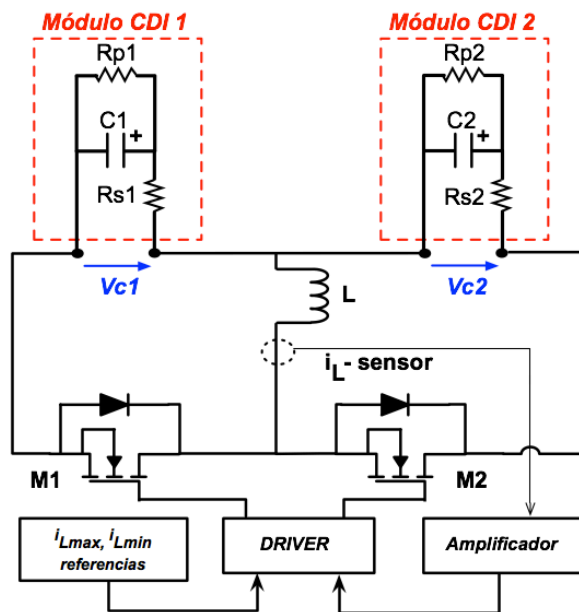 Módulo CDI 1
Módulo CDI 2
Rp1
Rp2
C1
+
C2
+
Rs1
Rs2
Vc1
Vc2
L
iL- sensor
M1
M2
iLmax, iLmin
referencias
DRIVER
Amplificador